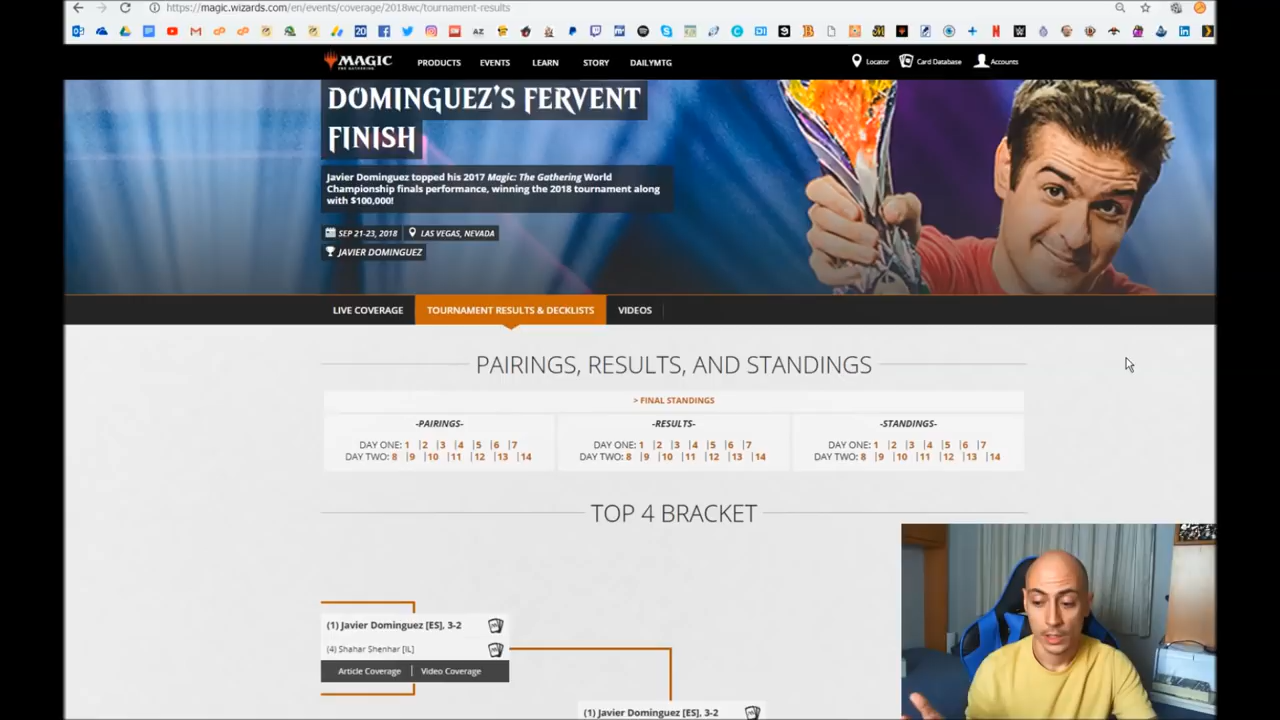 https://magic.wizards.com/en/events/coverage/2018wc/tournament-results
MAGIC
THE GATHERING
PRODUCTS EVENTS LEARN STORY DAILYMTG
Locator Card Database Accounts
DOMINGUEZ'S FERVENT
FINISH
Javier Dominguez topped his 2017 Magic: The Gathering World
Championship finals performance, winning the 2018 tournament along
with $100,000!
SEP 21-23, 2018 LAS VEGAS, NEVADA
JAVIER DOMINGUEZ
LIVE COVERAGE TOURNAMENT RESULTS & DECKLISTS VIDEOS
PAIRINGS, RESULTS, AND STANDINGS
> FINAL STANDINGS
-PAIRINGS- -RESULTS- -STANDINGS-
DAY ONE: 1 |2 |3 |4 |5 |6 |7 DAY ONE: 1 |2 |3 |4 |5 |6 |7 DAY ONE: 1 |2 |3 |4 |5 |6 |7
DAY TWO: 8 |9 |10 |11 |12 |13 |14 DAY TWO: 8 |9 |10 |11 |12 |13 |14 DAY TWO: 8 |9 |10 |11 |12 |13 |14
TOP 4 BRACKET
(1) Javier Dominguez [ES], 3-2
(4) Shahar Shenhar [IL]
Article Coverage | Video Coverage
(1) Javier Dominguez [ES], 3-2